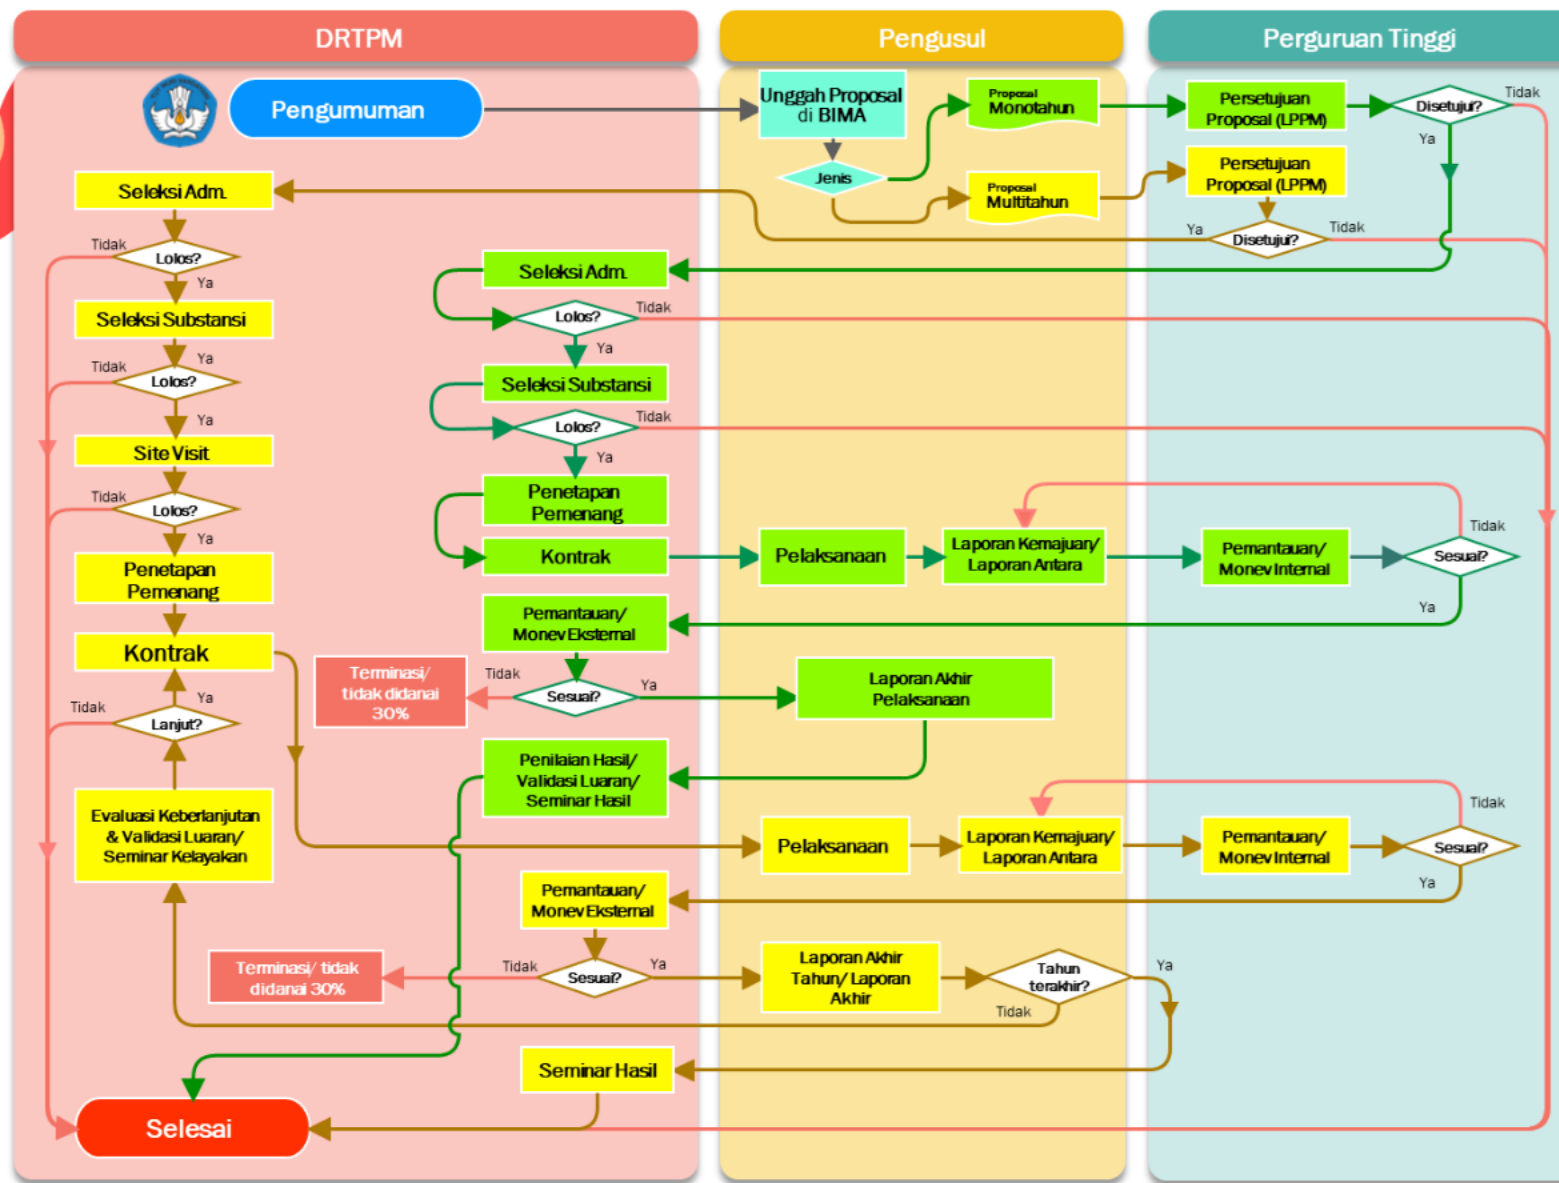 DRTPM
Pengusul
Perguruan Tinggi
Pengumuman
Unggah Proposal
di BIMA
Jenis
Proposal
Monotahun
Persetujuan
Proposal (LPPM)
Disetujui?
Tidak
Ya
Proposal
Multitahun
Persetujuan
Proposal (LPPM)
Disetujui?
Ya
Tidak
Seleksi Adm.
Lolos?
Tidak
Ya
Seleksi Substansi
Lolos?
Tidak
Ya
Site Visit
Lolos?
Tidak
Ya
Penetapan
Pemenang
Kontrak
Ya
Lanjut?
Tidak
Evaluasi Keberlanjutan
& Validasi Luaran/
Seminar Kelayakan
Seleksi Adm.
Lolos?
Tidak
Ya
Seleksi Substansi
Lolos?
Tidak
Ya
Penetapan
Pemenang
Kontrak
Pelaksanaan
Laporan Kemajuan/
Laporan Antara
Pemantauan/
Monev Internal
Sesuai?
Tidak
Ya
Pemantauan/
Monev Eksternal
Sesuai?
Tidak
Ya
Terminasi/
tidak didanai
30%
Laporan Akhir
Pelaksanaan
Penilaian Hasil/
Validasi Luaran/
Seminar Hasil
Pelaksanaan
Laporan Kemajuan/
Laporan Antara
Pemantauan/
Monev Internal
Sesuai?
Tidak
Ya
Pemantauan/
Monev Eksternal
Sesuai?
Tidak
Ya
Terminasi/ tidak
didanai 30%
Laporan Akhir
Tahun/ Laporan
Akhir
Tahun
terakhir?
Ya
Tidak
Seminar Hasil
Selesai